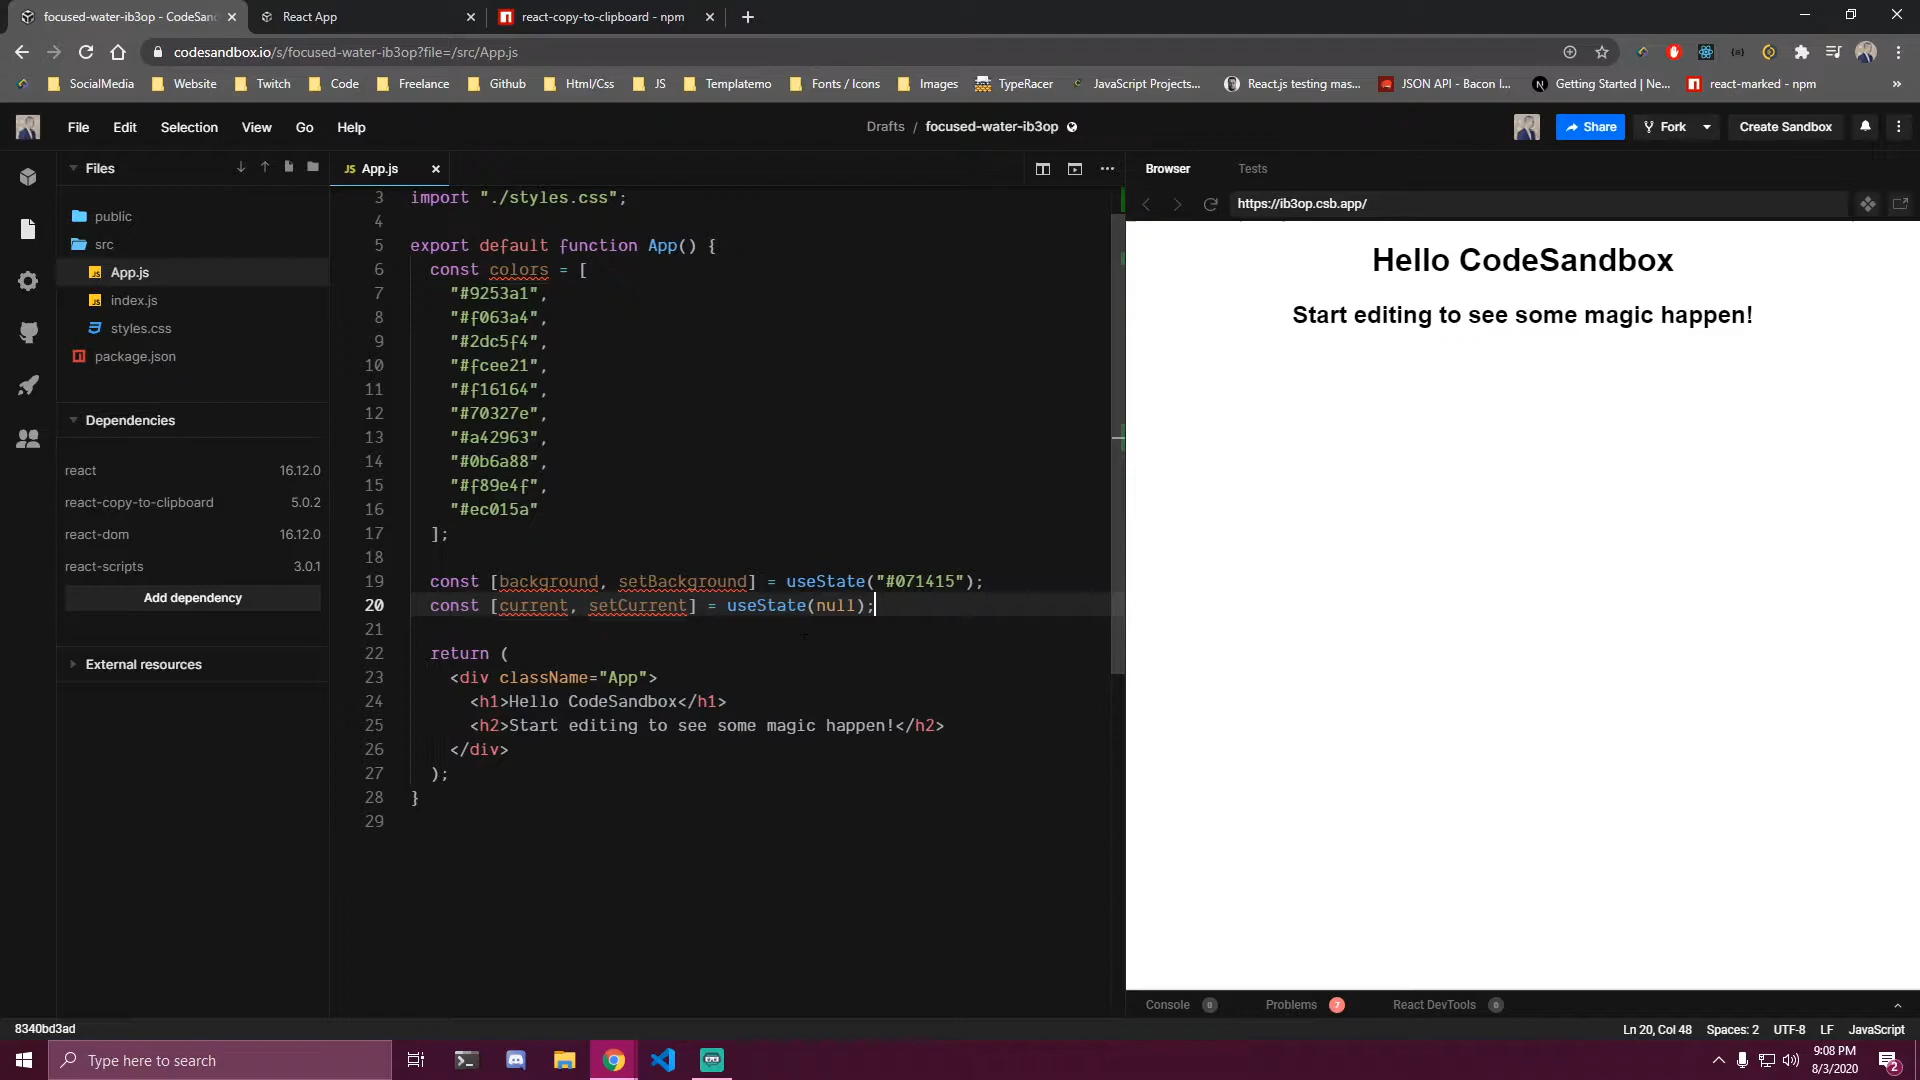 focused-water-ib3op - CodeSand
React App
react-copy-to-clipboard - npm
codesandbox.io/s/focused-water-ib3op?file=/src/App.js
SocialMedia
Website
Twitch
Code
Freelance
Github
Html/Css
JS
Templatemo
Fonts / Icons
Images
TypeRacer
JavaScript Projects...
React.js testing mas...
JSON API - Bacon I...
Getting Started | Ne...
react-marked - npm
»
File
Edit
Selection
View
Go
Help
Drafts / focused-water-ib3op
Share
Fork
Create Sandbox
Files
JS App.js
Browser
Tests
https://ib3op.csb.app/
public
src
App.js
index.js
styles.css
package.json
Dependencies
react 16.12.0
react-copy-to-clipboard 5.0.2
react-dom 16.12.0
react-scripts 3.0.1
Add dependency
External resources
3 import "./styles.css";
4
5 export default function App() {
6 const colors = [
7 "#9253a1",
8 "#f063a4",
9 "#2dc5f4",
10 "#fcee21",
11 "#f16164",
12 "#70327e",
13 "#a42963",
14 "#0b6a88",
15 "#f89e4f",
16 "#ec015a"
17 ];
18
19 const [background, setBackground] = useState("#071415");
20 const [current, setCurrent] = useState(null);
21
22 return (
23 <div className="App">
24 <h1>Hello CodeSandbox</h1>
25 <h2>Start editing to see some magic happen!</h2>
26 </div>
27 );
28 }
29
Hello CodeSandbox
Start editing to see some magic happen!
Console 0
Problems 7
React DevTools 0
8340bd3ad
Ln 20, Col 48
Spaces: 2
UTF-8
LF
JavaScript
Type here to search
9:08 PM
8/3/2020
2